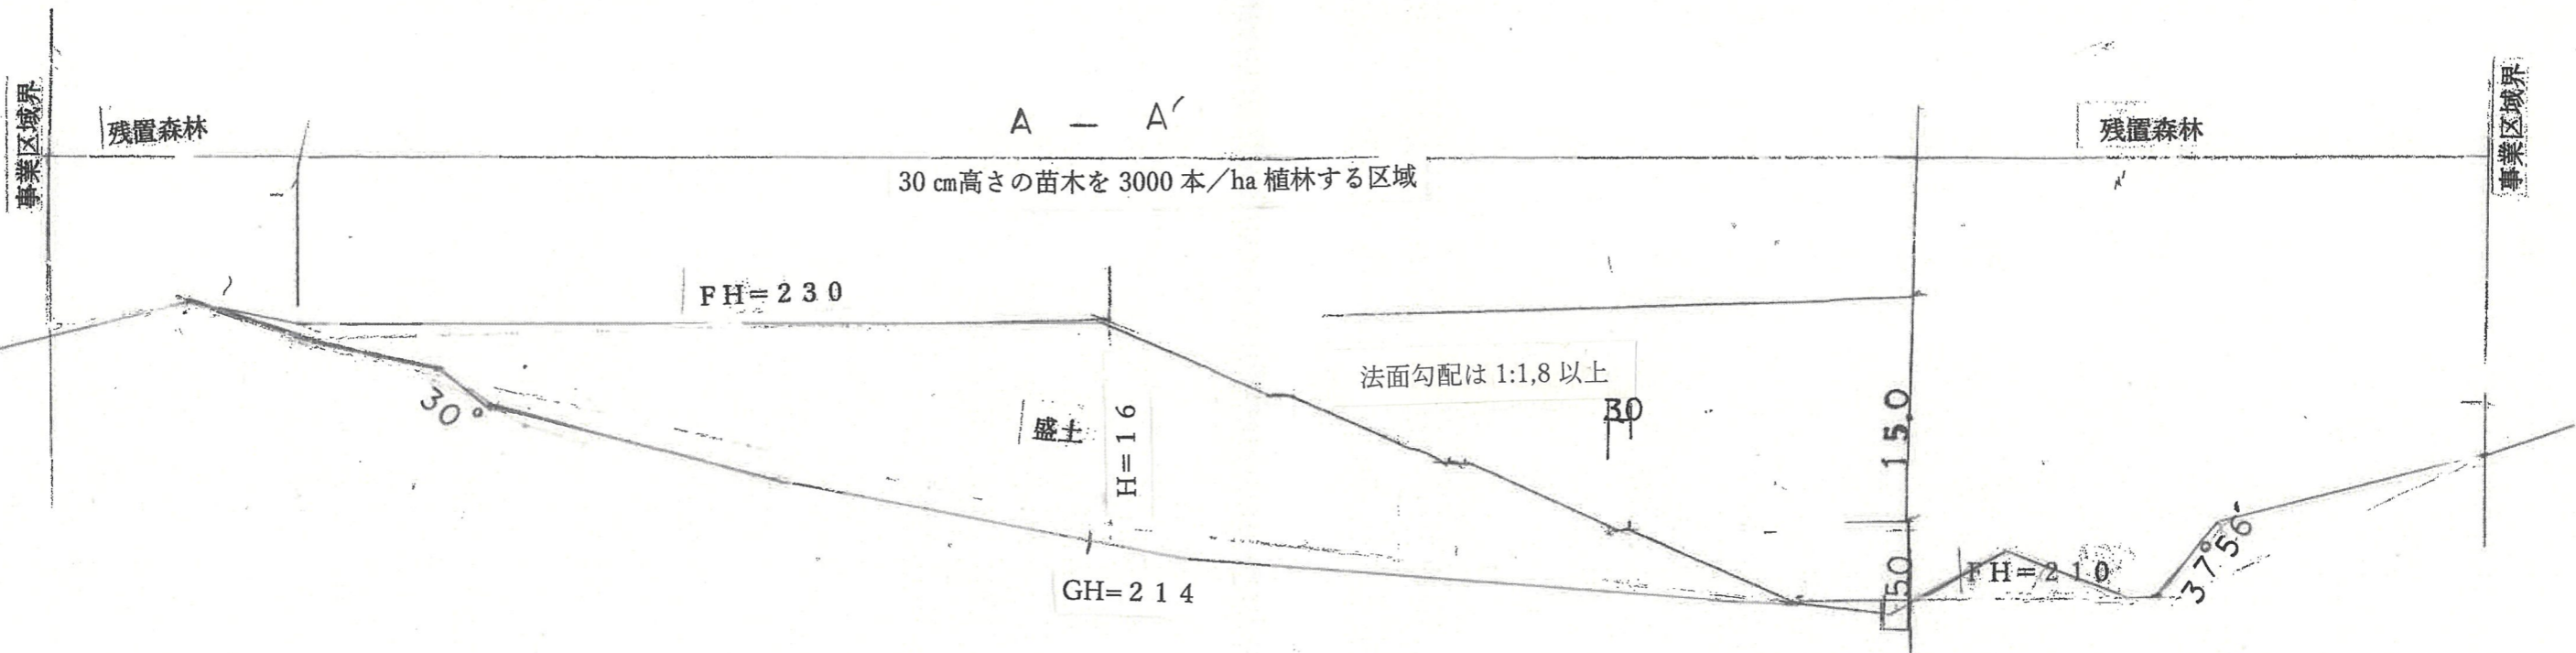 A － A′
事業区域界
残置森林
残置森林
事業区域界
30 ㎝高さの苗木を 3000 本／ha 植林する区域
FH=230
法面勾配は 1:1,8 以上
30°
盛土
H=16
30
15.0
50
GH=214
FH=210
37°56′